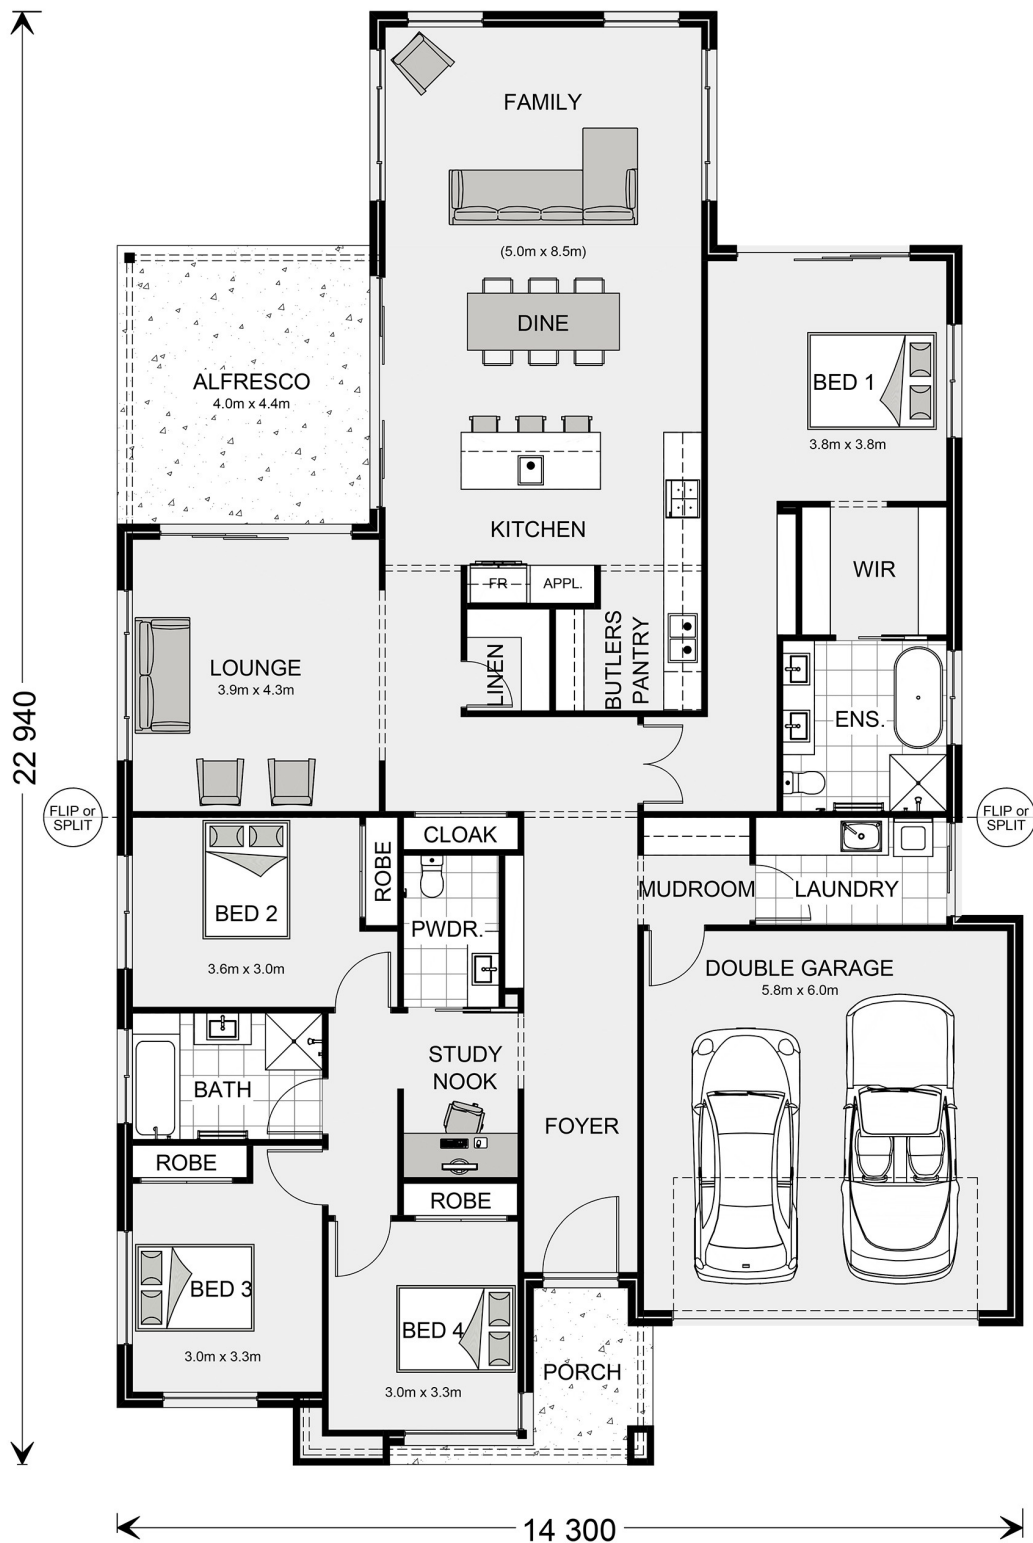 FAMILY
(5.0m x 8.5m)
DINE
ALFRESCO
4.0m x 4.4m
BED 1
3.8m x 3.8m
KITCHEN
WIR
FR
APPL.
LINEN
BUTLERS
PANTRY
LOUNGE
3.9m x 4.3m
ENS.
22 940
FLIP or
SPLIT
FLIP or
SPLIT
CLOAK
ROBE
BED 2
3.6m x 3.0m
PWDR.
MUDROOM
LAUNDRY
DOUBLE GARAGE
5.8m x 6.0m
STUDY
NOOK
BATH
FOYER
ROBE
ROBE
BED 3
3.0m x 3.3m
BED 4
3.0m x 3.3m
PORCH
14 300